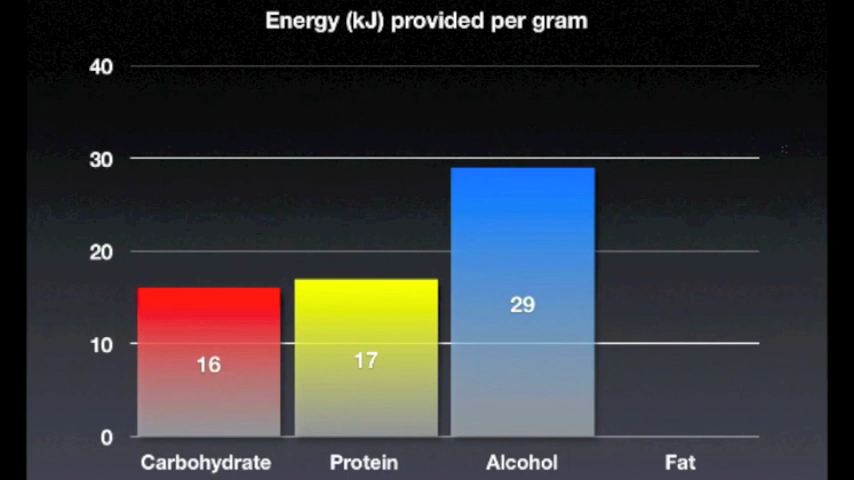 Energy (kJ) provided per gram
40
30
20
10
0
16
17
29
Carbohydrate
Protein
Alcohol
Fat